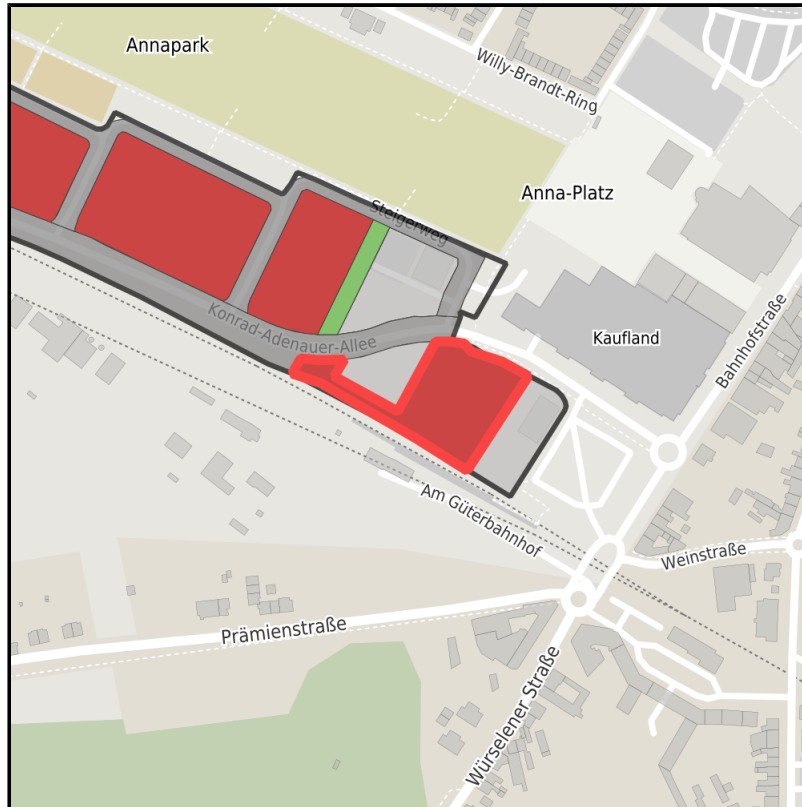 Annapark
Willy-Brandt-Ring
Anna-Platz
Steigerweg
Konrad-Adenauer-Allee
Kaufland
Bahnhofstraße
Am Güterbahnhof
Weinstraße
Prämienstraße
Würselener Straße